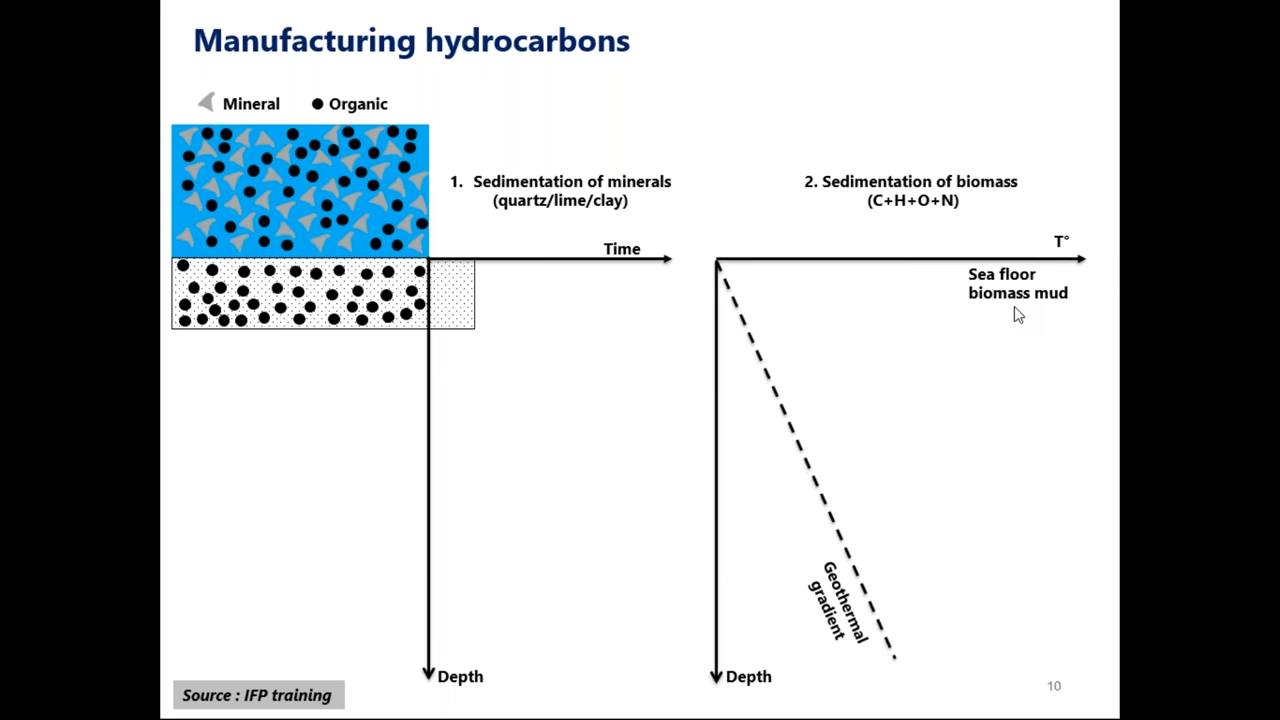 Manufacturing hydrocarbons
Mineral
Organic
1. Sedimentation of minerals
(quartz/lime/clay)
2. Sedimentation of biomass
(C+H+O+N)
Time
T°
Sea floor
biomass mud
Geothermal
gradient
Depth
Depth
Source : IFP training
10